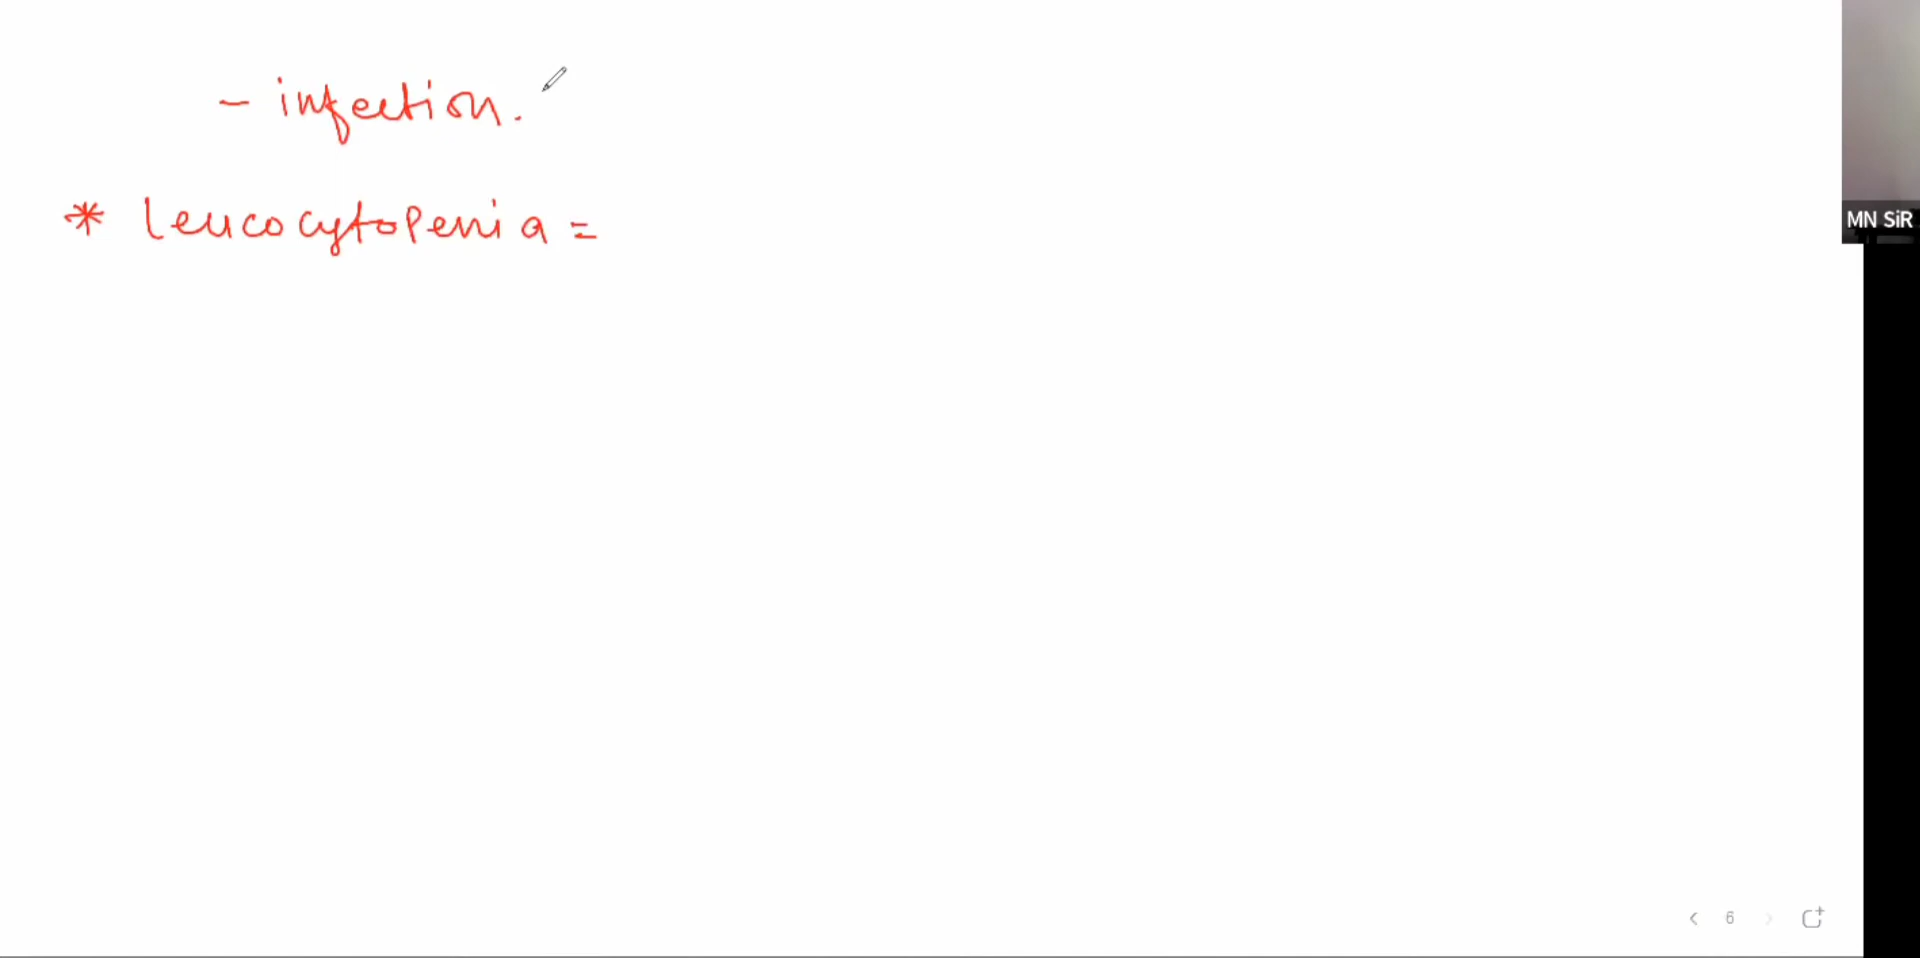 - infection.
* leucocytopenia =
MN SiR
6